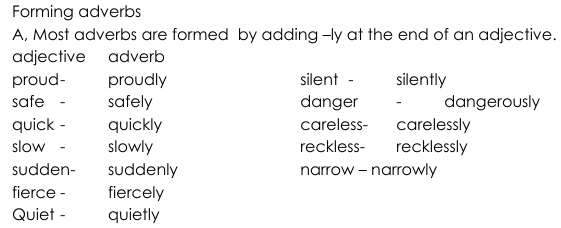 Forming adverbs
A, Most adverbs are formed  by adding –ly at the end of an adjective.
adjective adverb
proud- proudly silent - silently
safe - safely danger - dangerously
quick - quickly careless- carelessly
slow - slowly reckless- recklessly
sudden- suddenly narrow – narrowly
fierce - fiercely
Quiet - quietly